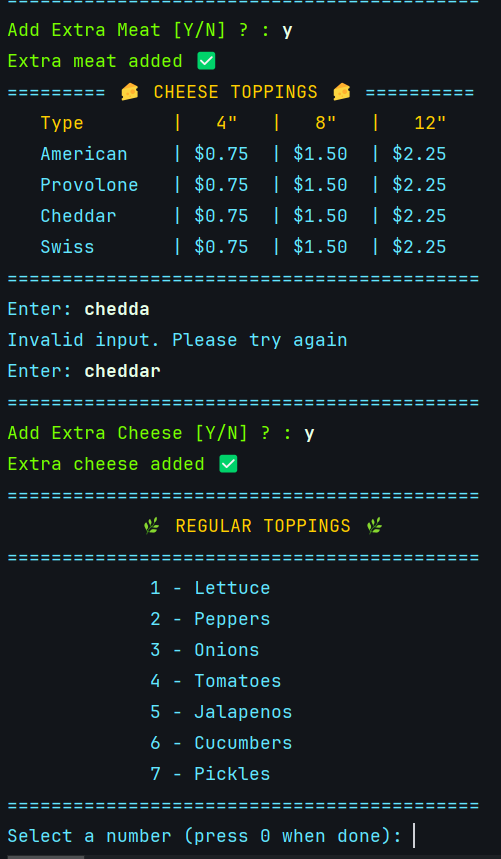 ===========================================
Add Extra Meat [Y/N] ? : y
Extra meat added ✅
========= 🧀 CHEESE TOPPINGS 🧀 ==========
   Type        |   4"   |   8"   |   12"
   American    | $0.75  | $1.50  | $2.25
   Provolone   | $0.75  | $1.50  | $2.25
   Cheddar     | $0.75  | $1.50  | $2.25
   Swiss       | $0.75  | $1.50  | $2.25
===========================================
Enter: chedda
Invalid input. Please try again
Enter: cheddar
===========================================
Add Extra Cheese [Y/N] ? : y
Extra cheese added ✅
===========================================
            🌿 REGULAR TOPPINGS 🌿
===========================================
             1 - Lettuce
             2 - Peppers
             3 - Onions
             4 - Tomatoes
             5 - Jalapenos
             6 - Cucumbers
             7 - Pickles
===========================================
Select a number (press 0 when done):